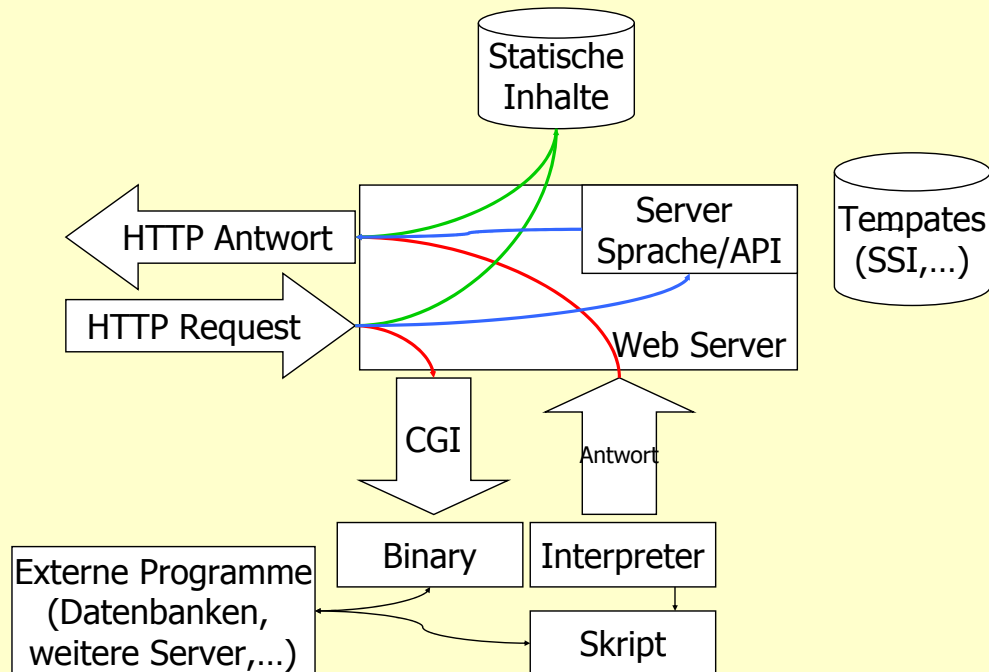 Statische
Inhalte
Server
Sprache/API
Tempates
(SSI,...)
HTTP Antwort
HTTP Request
Web Server
CGI
Antwort
Binary
Interpreter
Externe Programme
(Datenbanken,
weitere Server,...)
Skript